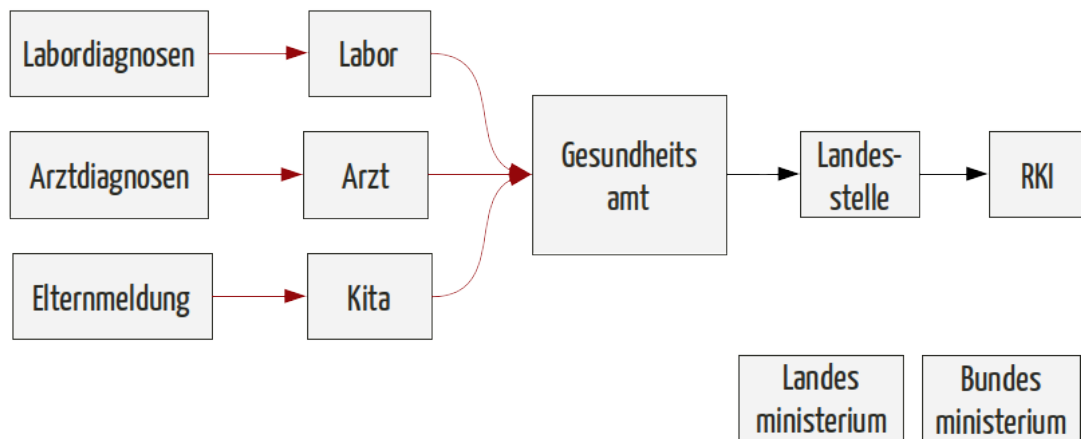 Labordiagnosen
Labor
Arztdiagnosen
Arzt
Elternmeldung
Kita
Gesundheits
amt
Landes-
stelle
RKI
Landes
ministerium
Bundes
ministerium